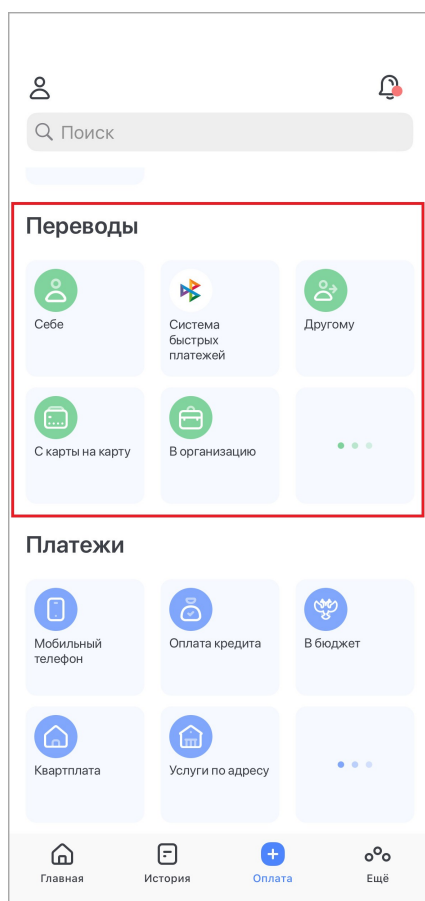 Поиск
Переводы
Себе
Система
быстрых
платежей
Другому
С карты на карту
В организацию
Платежи
Мобильный
телефон
Оплата кредита
В бюджет
Квартплата
Услуги по адресу
Главная
История
Оплата
Ещё